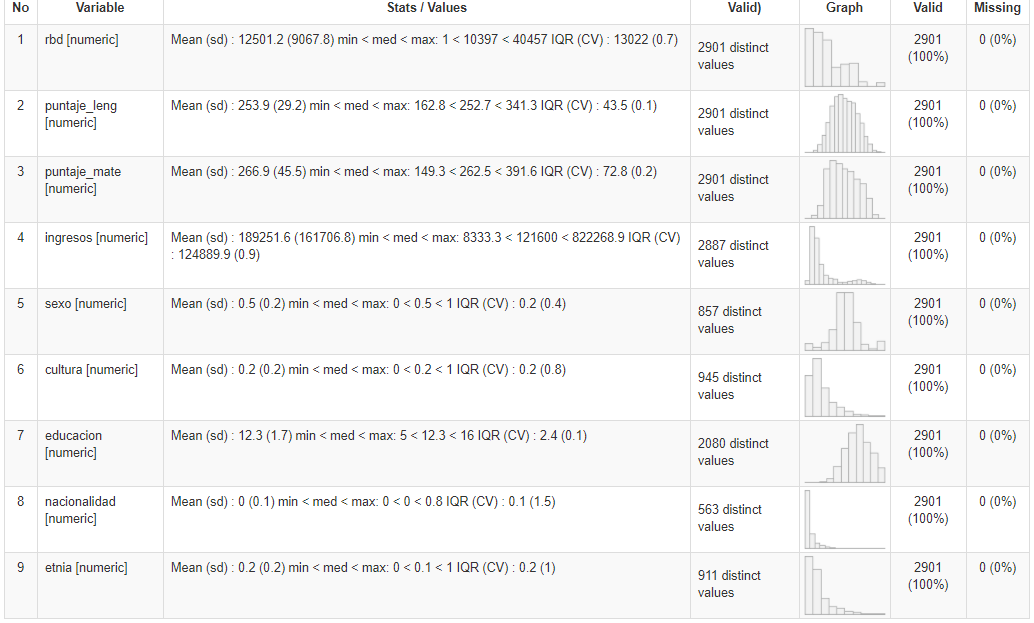 No Variable Stats / Values Valid) Graph Valid Missing
1 rbd [numeric] Mean (sd) : 12501.2 (9067.8) min < med < max: 1 < 10397 < 40457 IQR (CV) : 13022 (0.7) 2901 distinct 2901 0 (0%)
values (100%)
2 puntaje_leng Mean (sd) : 253.9 (29.2) min < med < max: 162.8 < 252.7 < 341.3 IQR (CV) : 43.5 (0.1) 2901 distinct 2901 0 (0%)
[numeric] values (100%)
3 puntaje_mate Mean (sd) : 266.9 (45.5) min < med < max: 149.3 < 262.5 < 391.6 IQR (CV) : 72.8 (0.2) 2901 distinct 2901 0 (0%)
[numeric] values (100%)
4 ingresos [numeric] Mean (sd) : 189251.6 (161706.8) min < med < max: 8333.3 < 121600 < 822268.9 IQR (CV) 2887 distinct 2901 0 (0%)
: 124889.9 (0.9) values (100%)
5 sexo [numeric] Mean (sd) : 0.5 (0.2) min < med < max: 0 < 0.5 < 1 IQR (CV) : 0.2 (0.4) 857 distinct 2901 0 (0%)
values (100%)
6 cultura [numeric] Mean (sd) : 0.2 (0.2) min < med < max: 0 < 0.2 < 1 IQR (CV) : 0.2 (0.8) 945 distinct 2901 0 (0%)
values (100%)
7 educacion Mean (sd) : 12.3 (1.7) min < med < max: 5 < 12.3 < 16 IQR (CV) : 2.4 (0.1) 2080 distinct 2901 0 (0%)
[numeric] values (100%)
8 nacionalidad Mean (sd) : 0 (0.1) min < med < max: 0 < 0 < 0.8 IQR (CV) : 0.1 (1.5) 563 distinct 2901 0 (0%)
[numeric] values (100%)
9 etnia [numeric] Mean (sd) : 0.2 (0.2) min < med < max: 0 < 0.1 < 1 IQR (CV) : 0.2 (1) 911 distinct 2901 0 (0%)
values (100%)